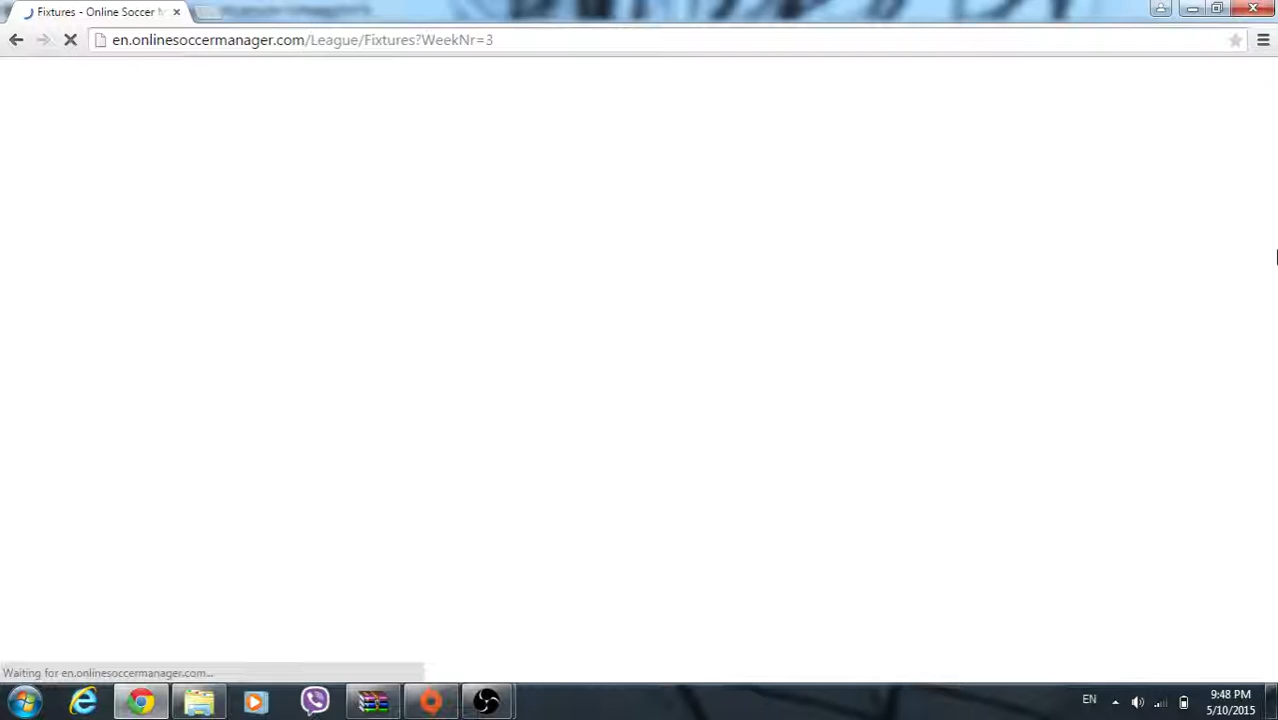 Fixtures - Online Soccer M
en.onlinesoccermanager.com/League/Fixtures?WeekNr=3
Waiting for en.onlinesoccermanager.com...
EN
9:48 PM
5/10/2015